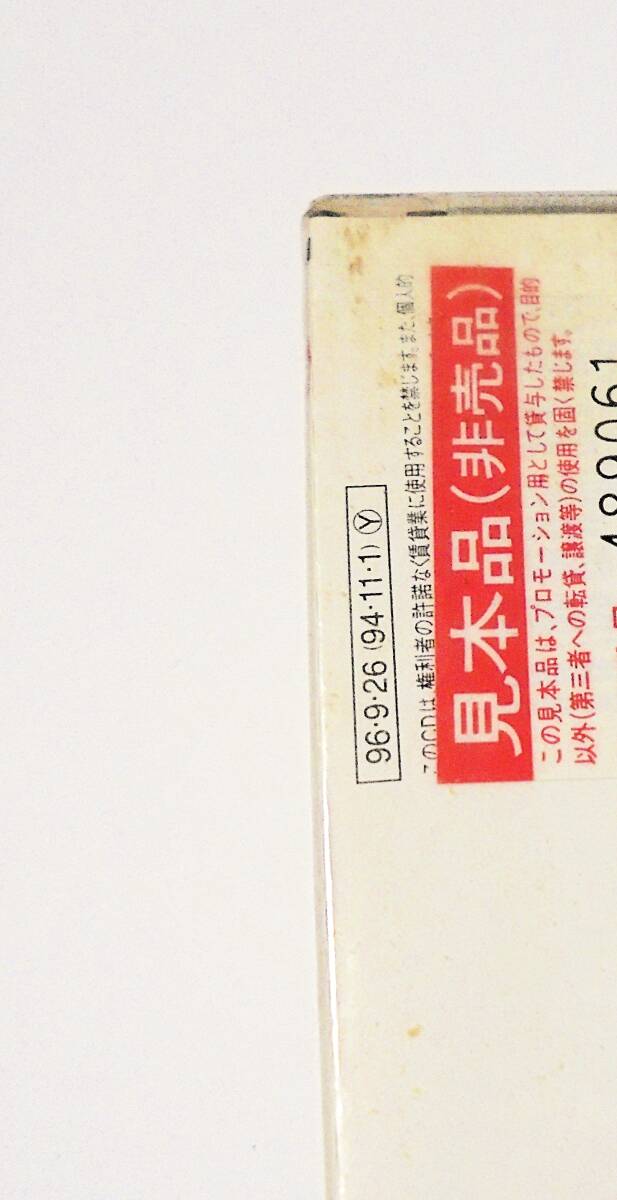 96・9・26 (94・11・1) Ⓨ
このCDは、権利者の許諾なく賃貸業に使用することを禁じます。また、個人的
見本品(非売品)
この見本品は、プロモーション用として貸与したもので、目的
以外(第三者への転貸、譲渡等)の使用を固く禁じます。
489061